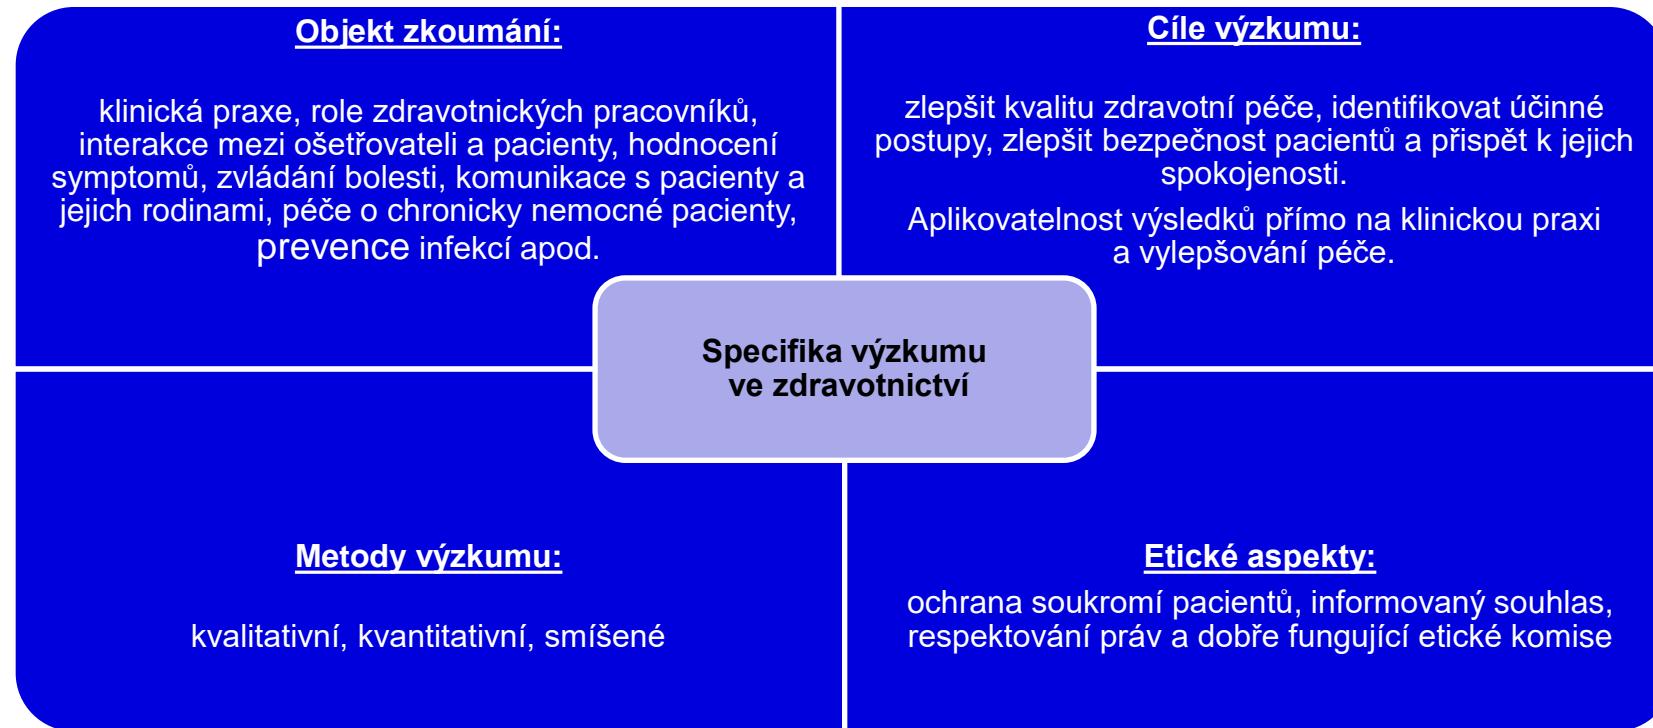 Objekt zkoumání:
klinická praxe, role zdravotnických pracovníků,
interakce mezi ošetřovateli a pacienty, hodnocení
symptomů, zvládání bolesti, komunikace s pacienty a
jejich rodinami, péče o chronicky nemocné pacienty,
prevence infekcí apod.
Cíle výzkumu:
zlepšit kvalitu zdravotní péče, identifikovat účinné
postupy, zlepšit bezpečnost pacientů a přispět k jejich
spokojenosti.
Aplikovatelnost výsledků přímo na klinickou praxi
a vylepšování péče.
Specifika výzkumu
ve zdravotnictví
Metody výzkumu:
kvalitativní, kvantitativní, smíšené
Etické aspekty:
ochrana soukromí pacientů, informovaný souhlas,
respektování práv a dobře fungující etické komise